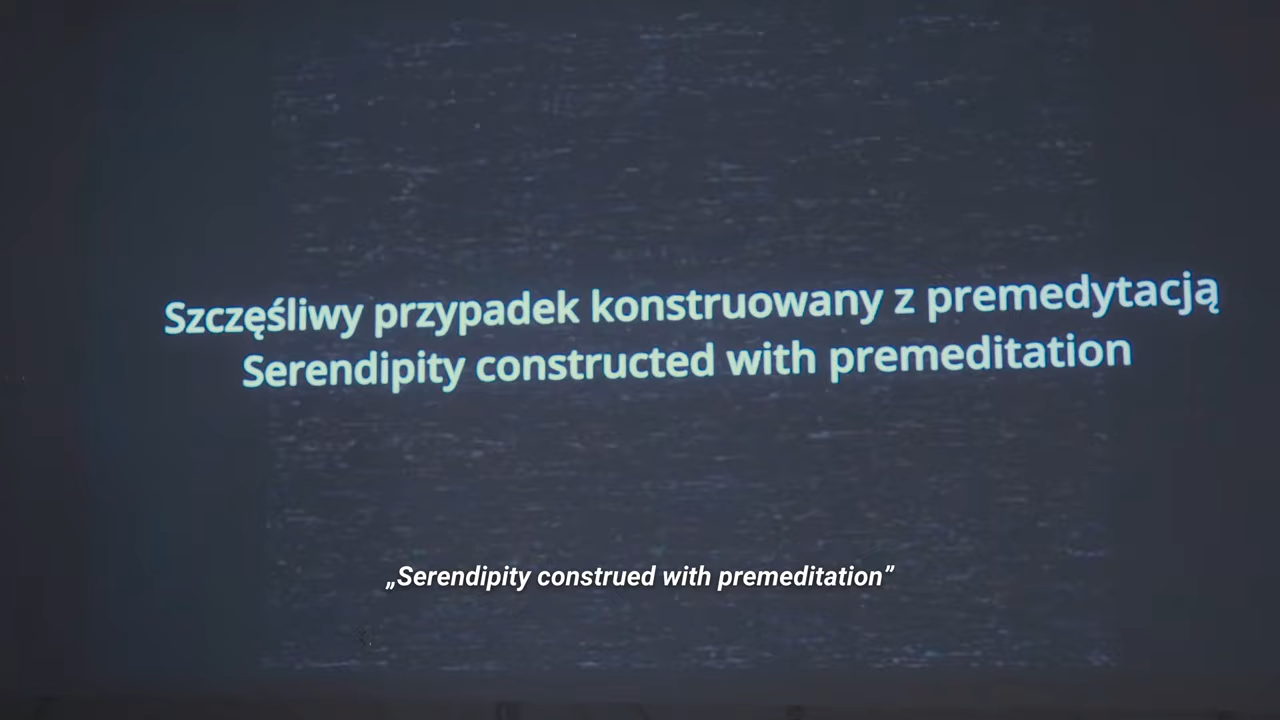 Szczęśliwy przypadek konstruowany z premedytacją
Serendipity constructed with premeditation
„Serendipity construed with premeditation”